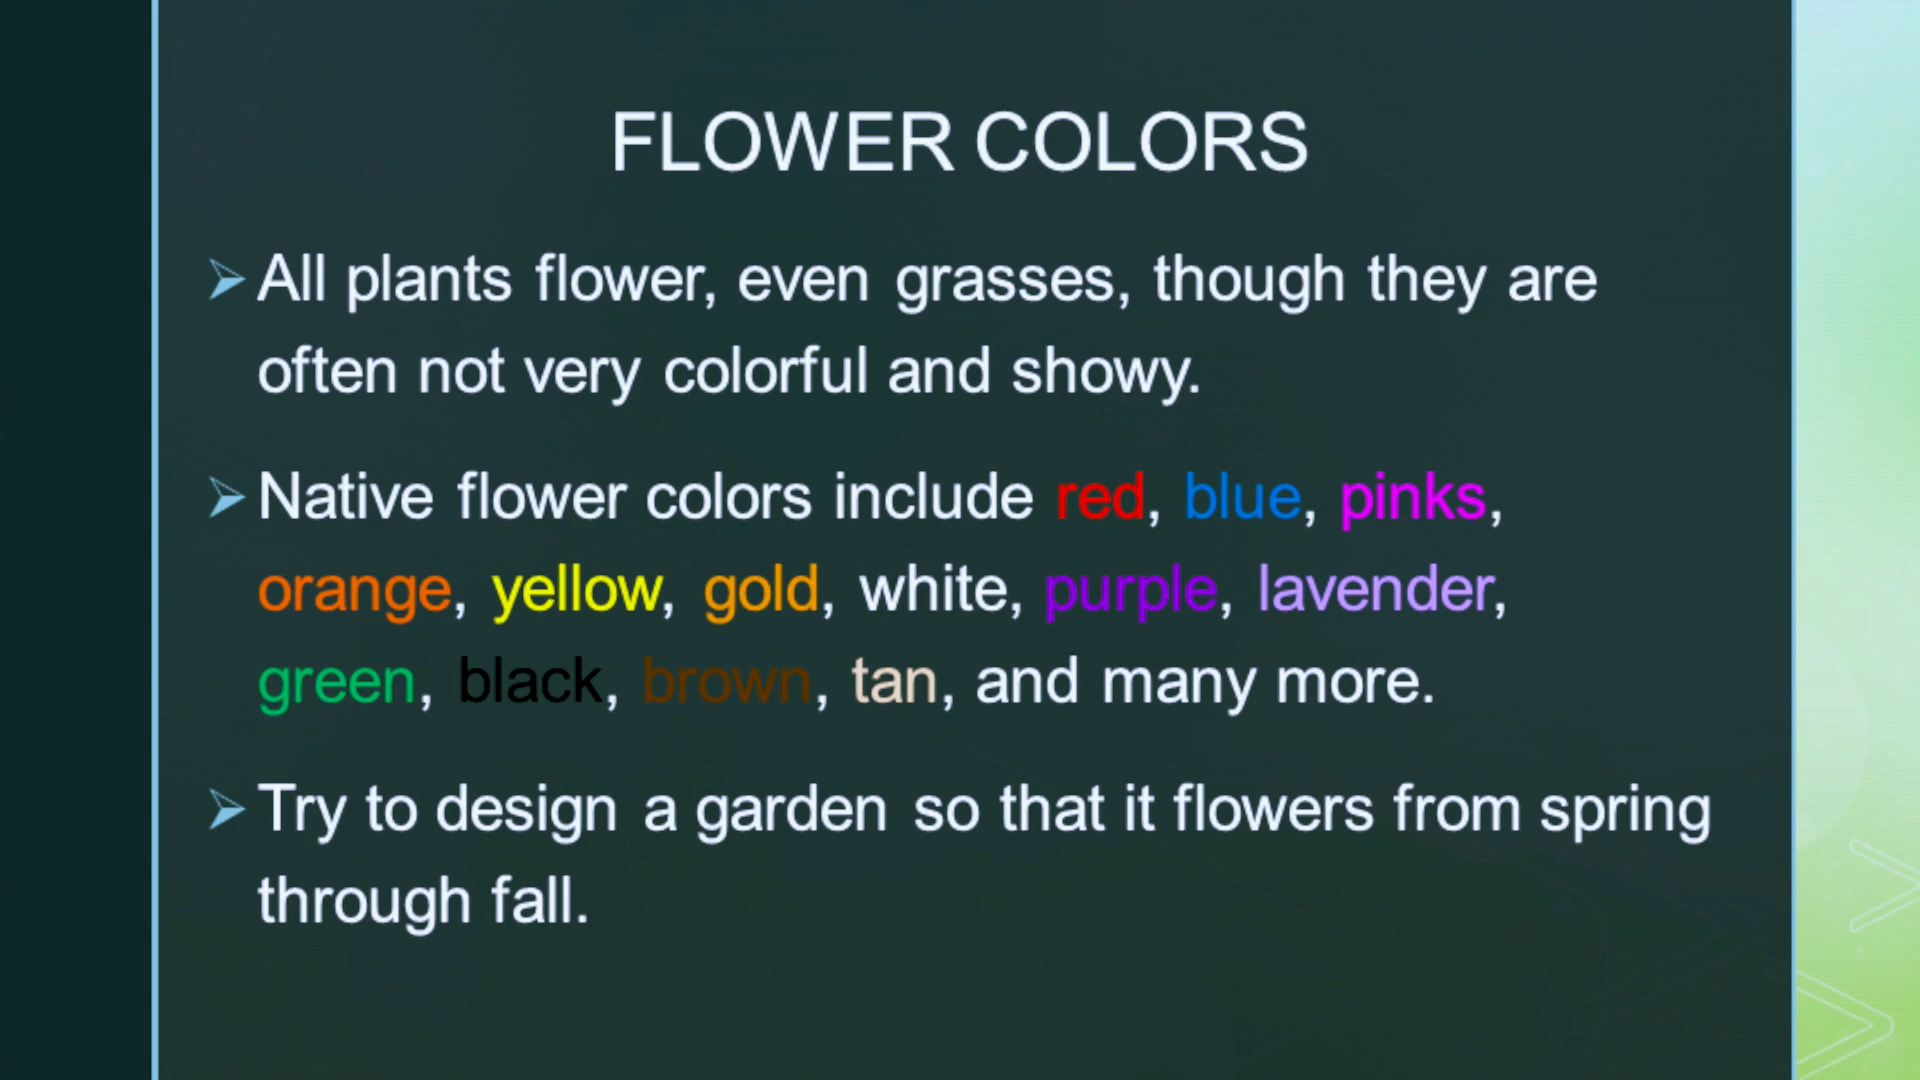 FLOWER COLORS
All plants flower, even grasses, though they are
often not very colorful and showy.
Native flower colors include red, blue, pinks,
orange, yellow, gold, white, purple, lavender,
green, black, brown, tan, and many more.
Try to design a garden so that it flowers from spring
through fall.